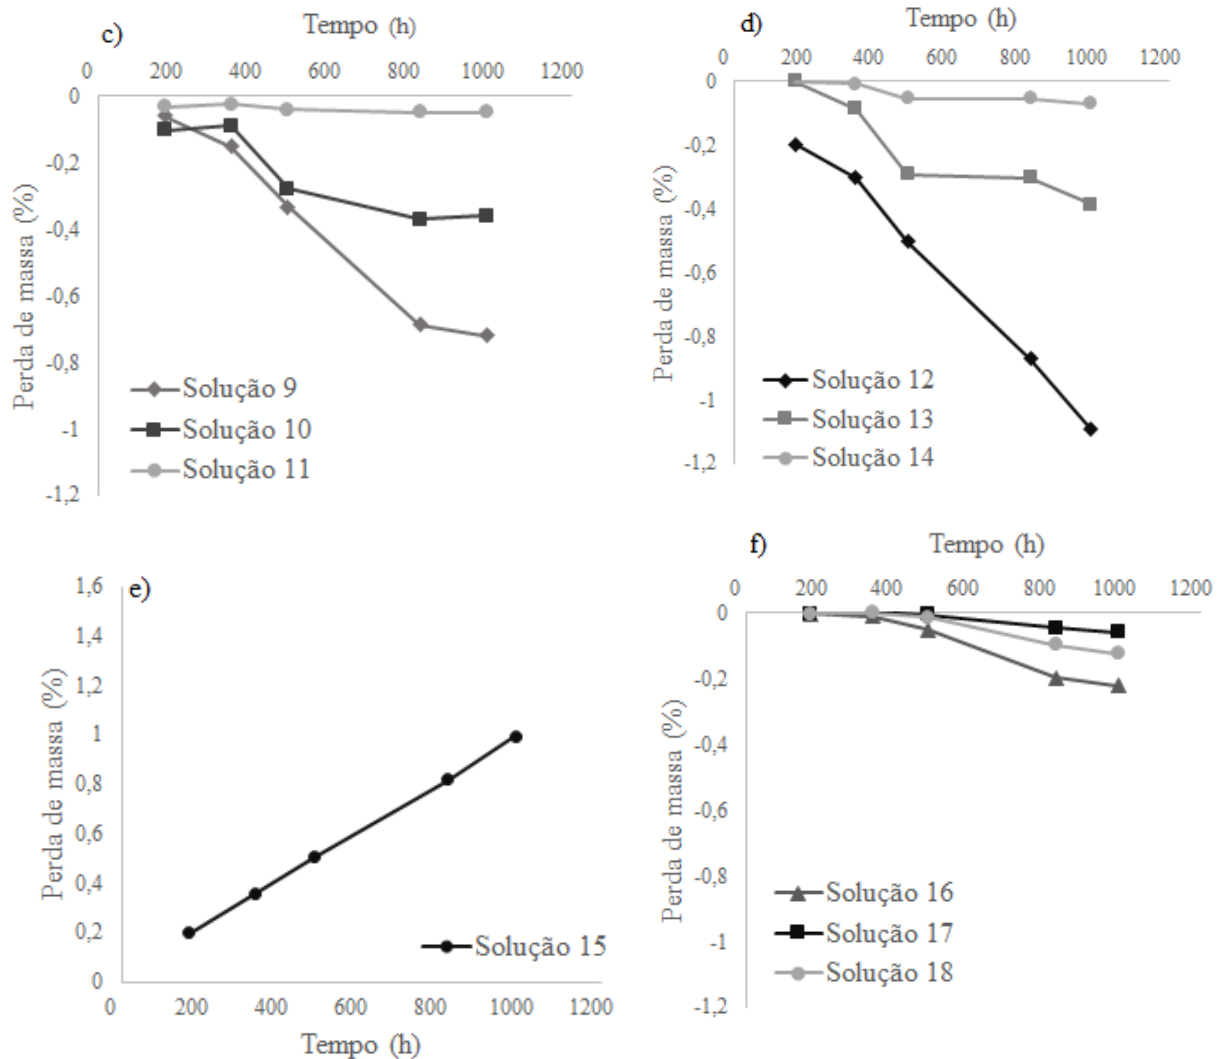 c)
Tempo (h)
0 200 400 600 800 1000 1200
0
-0,2
-0,4
-0,6
-0,8
-1
-1,2
Perda de massa (%)
Solução 9
Solução 10
Solução 11
d)
Tempo (h)
0 200 400 600 800 1000 1200
0
-0,2
-0,4
-0,6
-0,8
-1
-1,2
Perda de massa (%)
Solução 12
Solução 13
Solução 14
e)
1,6
1,4
1,2
1
0,8
0,6
0,4
0,2
0
Perda de massa (%)
Solução 15
0 200 400 600 800 1000 1200
Tempo (h)
f)
Tempo (h)
0 200 400 600 800 1000 1200
0
-0,2
-0,4
-0,6
-0,8
-1
-1,2
Perda de massa (%)
Solução 16
Solução 17
Solução 18